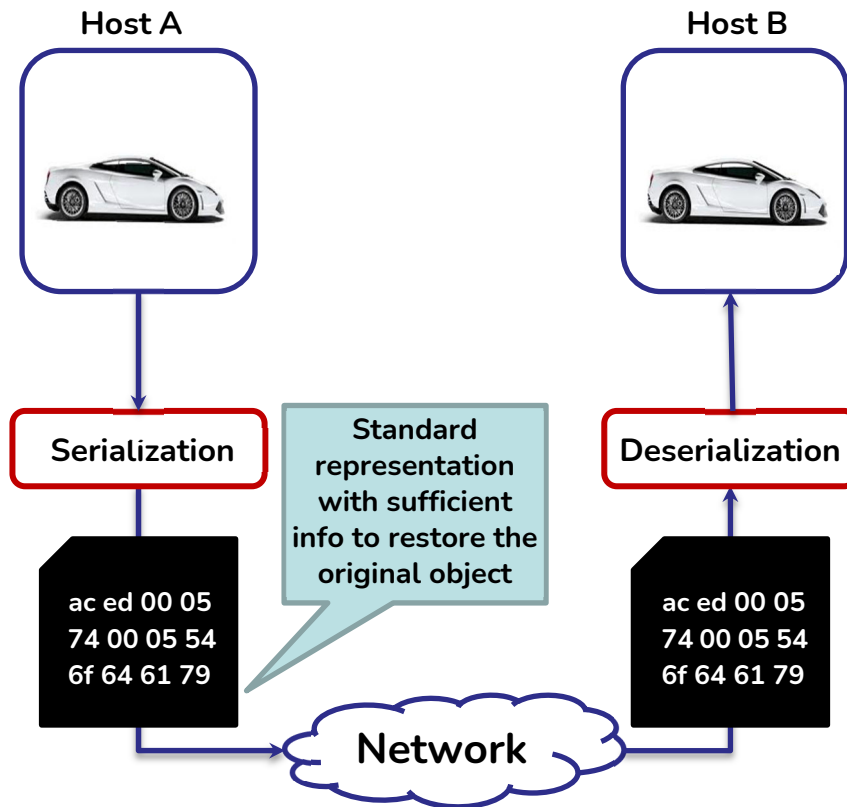 Host A
Host B
Serialization
Standard
representation
with sufficient
info to restore the
original object
Deserialization
ac ed 00 05
74 00 05 54
6f 64 61 79
ac ed 00 05
74 00 05 54
6f 64 61 79
Network